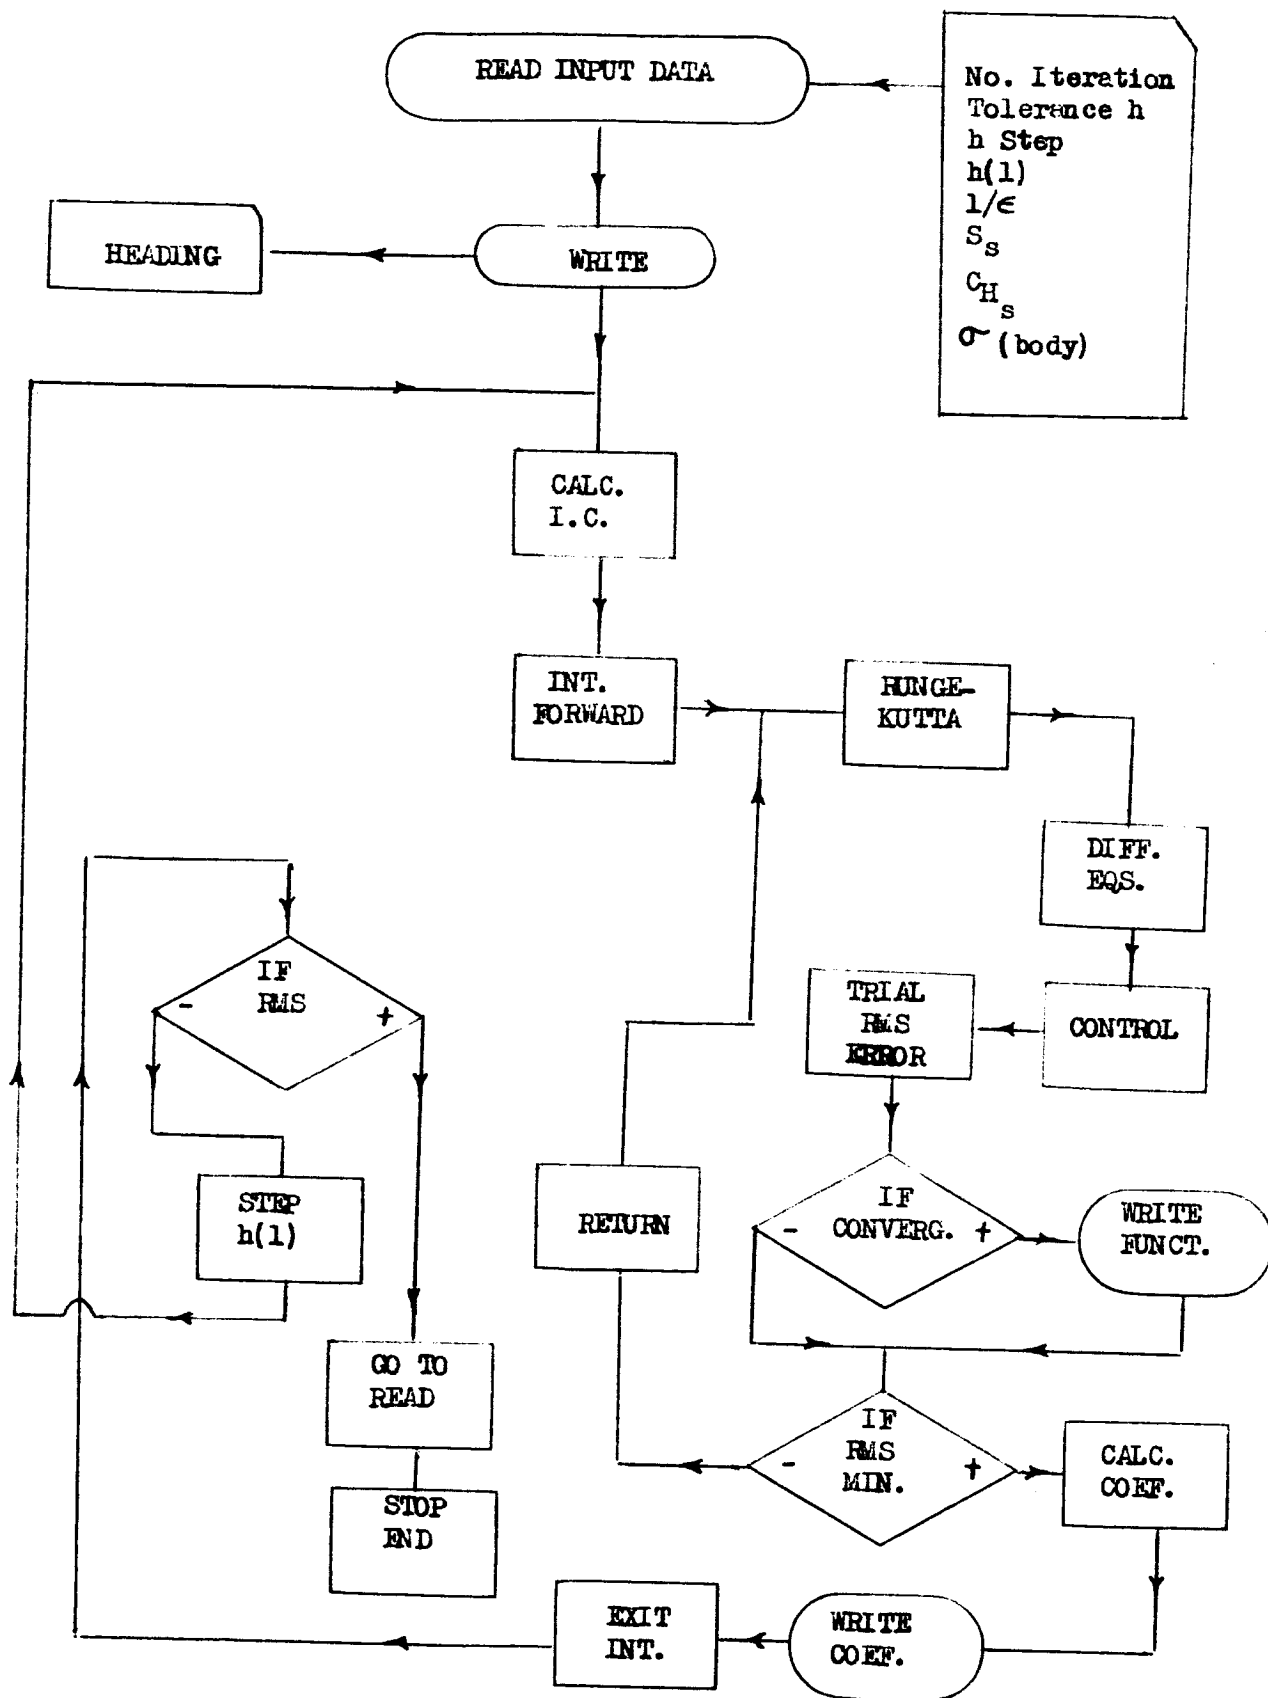 READ INPUT DATA
No. Iteration
Tolerance h
h Step
h(1)
1/ϵ
S_s
C_H_s
σ (body)
HEADING
WRITE
CALC.
I.C.
INT.
FORWARD
RUNGE-
KUTTA
DIFF.
EQS.
CONTROL
TRIAL
RMS
ERROR
IF
RMS
-
+
STEP
h(1)
GO TO
READ
STOP
END
RETURN
IF
CONVERG.
-
+
WRITE
FUNCT.
IF
RMS
MIN.
-
+
CALC.
COEF.
WRITE
COEF.
EXIT
INT.